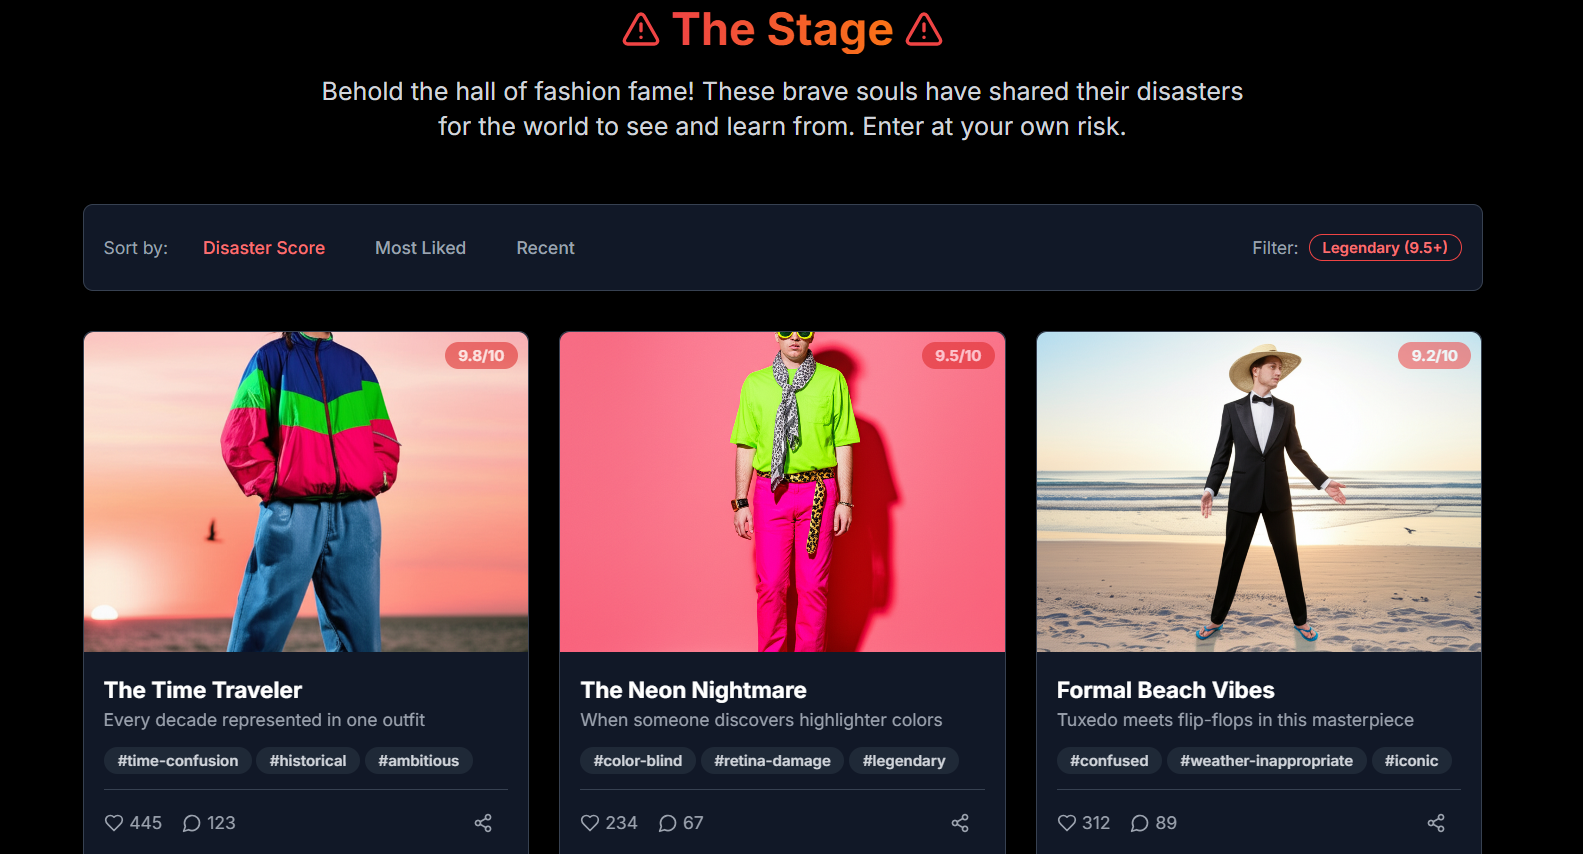 The Stage
Behold the hall of fashion fame! These brave souls have shared their disasters
for the world to see and learn from. Enter at your own risk.
Sort by: Disaster Score Most Liked Recent Filter: Legendary (9.5+)
9.8/10
The Time Traveler
Every decade represented in one outfit
#time-confusion #historical #ambitious
445 123
9.5/10
The Neon Nightmare
When someone discovers highlighter colors
#color-blind #retina-damage #legendary
234 67
9.2/10
Formal Beach Vibes
Tuxedo meets flip-flops in this masterpiece
#confused #weather-inappropriate #iconic
312 89